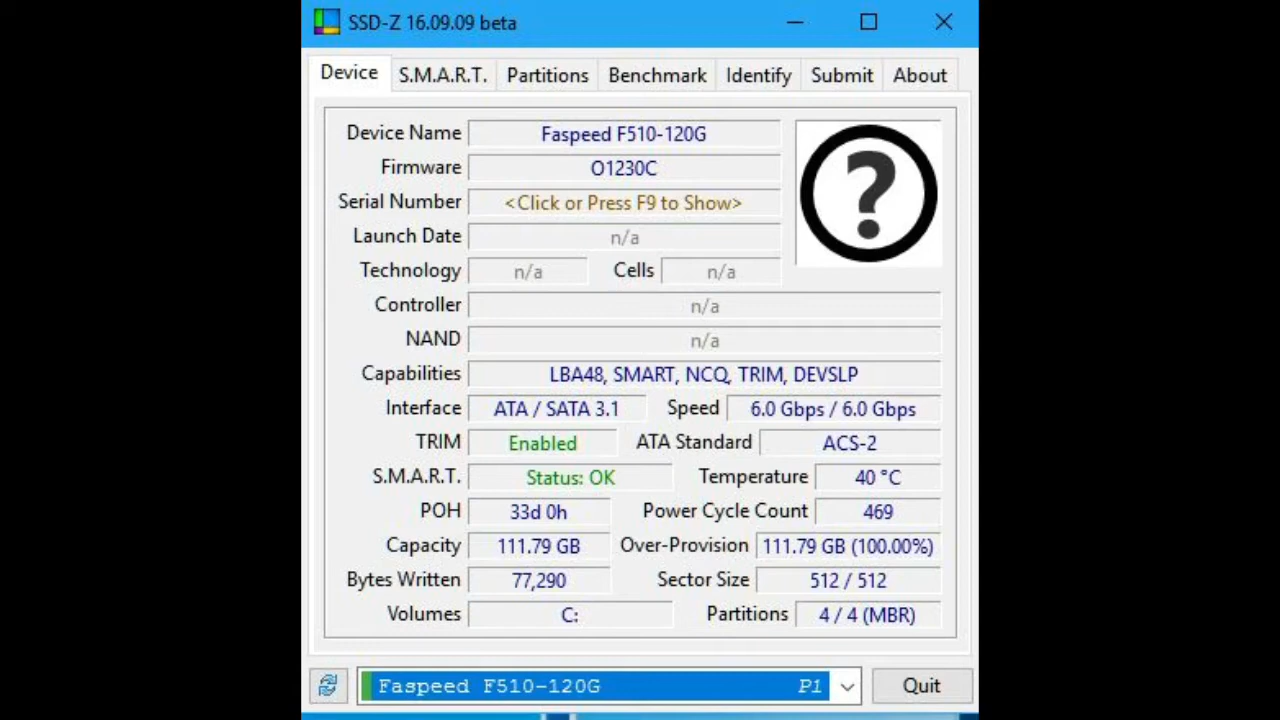 SSD-Z 16.09.09 beta
Device S.M.A.R.T. Partitions Benchmark Identify Submit About
Device Name Faspeed F510-120G
Firmware O1230C
Serial Number <Click or Press F9 to Show>
Launch Date n/a
Technology n/a Cells n/a
Controller n/a
NAND n/a
Capabilities LBA48, SMART, NCQ, TRIM, DEVSLP
Interface ATA / SATA 3.1 Speed 6.0 Gbps / 6.0 Gbps
TRIM Enabled ATA Standard ACS-2
S.M.A.R.T. Status: OK Temperature 40 °C
POH 33d 0h Power Cycle Count 469
Capacity 111.79 GB Over-Provision 111.79 GB (100.00%)
Bytes Written 77,290 Sector Size 512 / 512
Volumes C: Partitions 4 / 4 (MBR)
Faspeed F510-120G P1 Quit